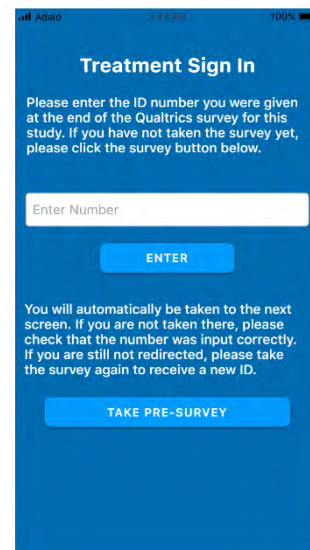 Adalo 9:43 AM 100%
Treatment Sign In
Please enter the ID number you were given
at the end of the Qualtrics survey for this
study. If you have not taken the survey yet,
please click the survey button below.
Enter Number
ENTER
You will automatically be taken to the next
screen. If you are not taken there, please
check that the number was input correctly.
If you are still not redirected, please take
the survey again to receive a new ID.
TAKE PRE-SURVEY